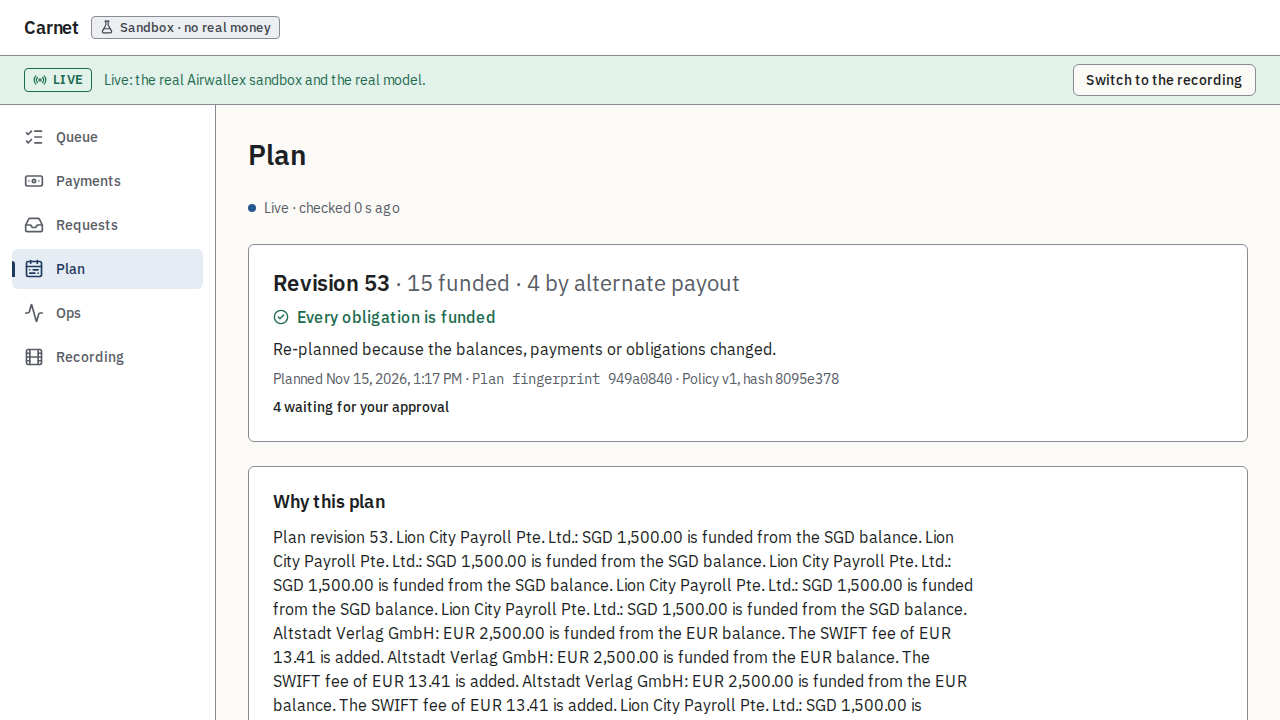 Carnet
Sandbox · no real money
LIVE
Live: the real Airwallex sandbox and the real model.
Switch to the recording
Queue
Payments
Requests
Plan
Ops
Recording
Plan
Live · checked 0 s ago
Revision 53 · 15 funded · 4 by alternate payout
Every obligation is funded
Re-planned because the balances, payments or obligations changed.
Planned Nov 15, 2026, 1:17 PM · Plan fingerprint 949a0840 · Policy v1, hash 8095e378
4 waiting for your approval
Why this plan
Plan revision 53. Lion City Payroll Pte. Ltd.: SGD 1,500.00 is funded from the SGD balance. Lion
City Payroll Pte. Ltd.: SGD 1,500.00 is funded from the SGD balance. Lion City Payroll Pte. Ltd.:
SGD 1,500.00 is funded from the SGD balance. Lion City Payroll Pte. Ltd.: SGD 1,500.00 is funded
from the SGD balance. Lion City Payroll Pte. Ltd.: SGD 1,500.00 is funded from the SGD balance.
Altstadt Verlag GmbH: EUR 2,500.00 is funded from the EUR balance. The SWIFT fee of EUR
13.41 is added. Altstadt Verlag GmbH: EUR 2,500.00 is funded from the EUR balance. The
SWIFT fee of EUR 13.41 is added. Altstadt Verlag GmbH: EUR 2,500.00 is funded from the EUR
balance. The SWIFT fee of EUR 13.41 is added. Lion City Payroll Pte. Ltd.: SGD 1,500.00 is